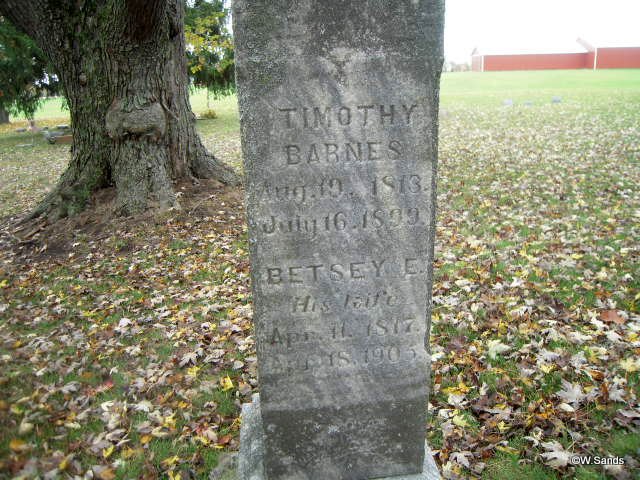 TIMOTHY
BARNES
Aug. 19, 1813.
July 16, 1899.
BETSEY E.
His wife
Apr. 11, 1817.
18, 1905.
©W.Sands